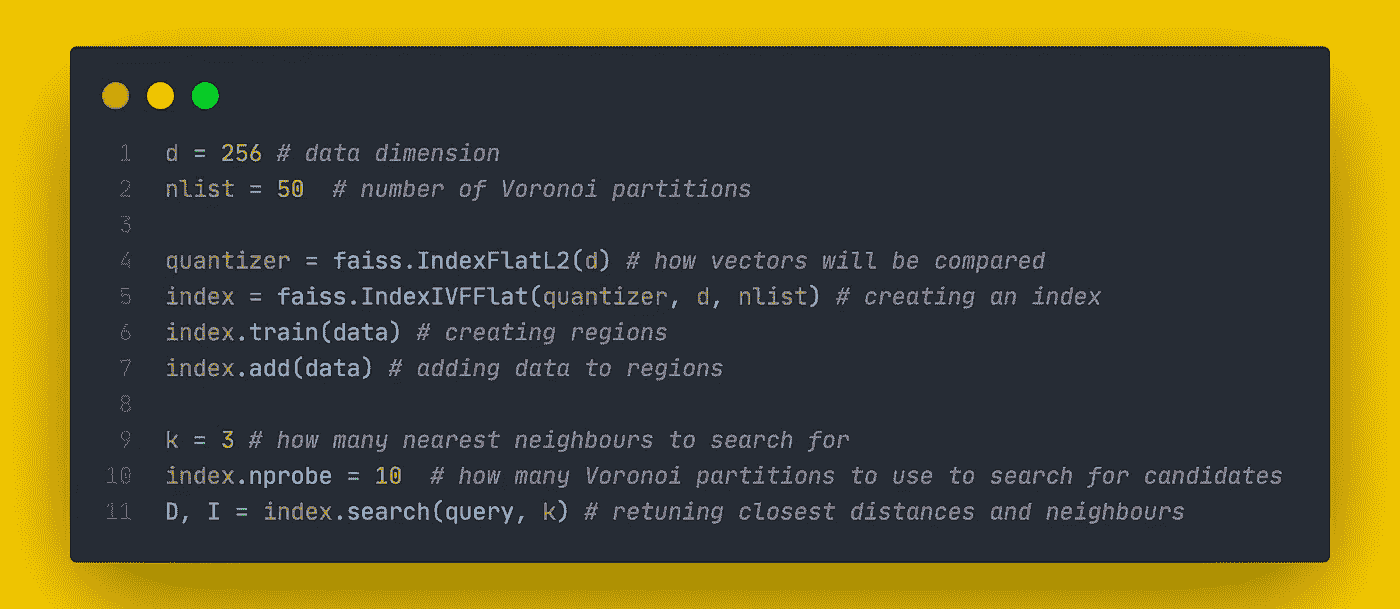 1 d = 256 # data dimension
2 nlist = 50  # number of Voronoi partitions
3
4 quantizer = faiss.IndexFlatL2(d) # how vectors will be compared
5 index = faiss.IndexIVFFlat(quantizer, d, nlist) # creating an index
6 index.train(data) # creating regions
7 index.add(data) # adding data to regions
8
9 k = 3 # how many nearest neighbours to search for
10 index.nprobe = 10  # how many Voronoi partitions to use to search for candidates
11 D, I = index.search(query, k) # retuning closest distances and neighbours